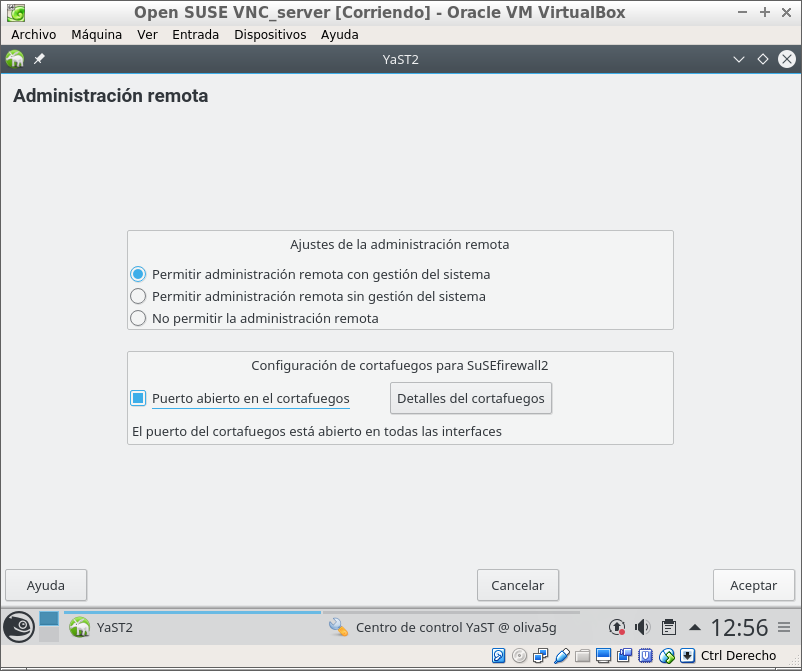 Open SUSE VNC_server [Corriendo] - Oracle VM VirtualBox
Archivo Máquina Ver Entrada Dispositivos Ayuda
YaST2
Administración remota
Ajustes de la administración remota
Permitir administración remota con gestión del sistema
Permitir administración remota sin gestión del sistema
No permitir la administración remota
Configuración de cortafuegos para SuSEfirewall2
Puerto abierto en el cortafuegos Detalles del cortafuegos
El puerto del cortafuegos está abierto en todas las interfaces
Ayuda Cancelar Aceptar
YaST2 Centro de control YaST @ oliva5g 12:56
Ctrl Derecho